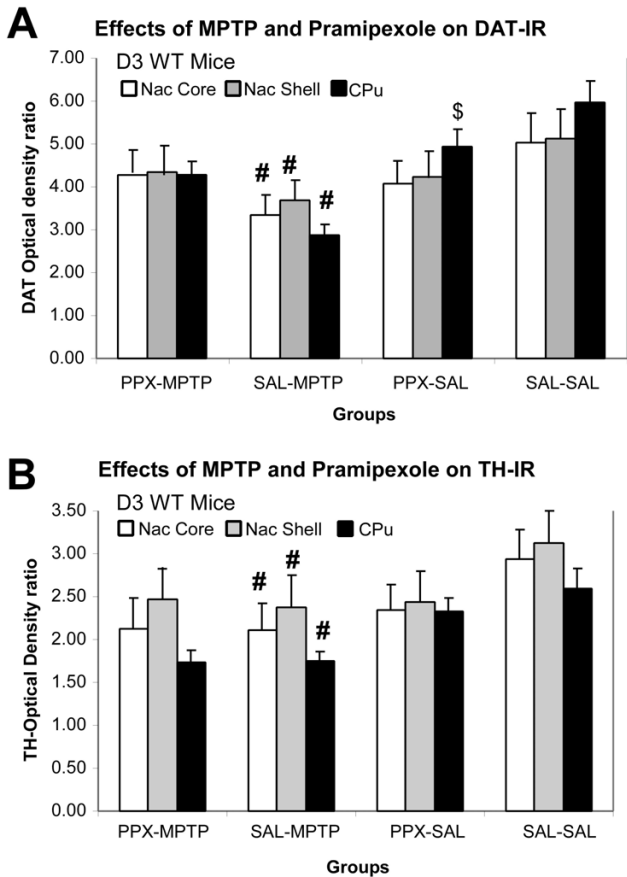 A
Effects of MPTP and Pramipexole on DAT-IR
D3 WT Mice
Nac Core Nac Shell CPu
7.00
6.00
5.00
4.00
3.00
2.00
1.00
0.00
DAT Optical density ratio
# # #
$
PPX-MPTP SAL-MPTP PPX-SAL SAL-SAL
Groups
B
Effects of MPTP and Pramipexole on TH-IR
D3 WT Mice
Nac Core Nac Shell CPu
3.50
3.00
2.50
2.00
1.50
1.00
0.50
0.00
TH-Optical Density ratio
# # #
PPX-MPTP SAL-MPTP PPX-SAL SAL-SAL
Groups